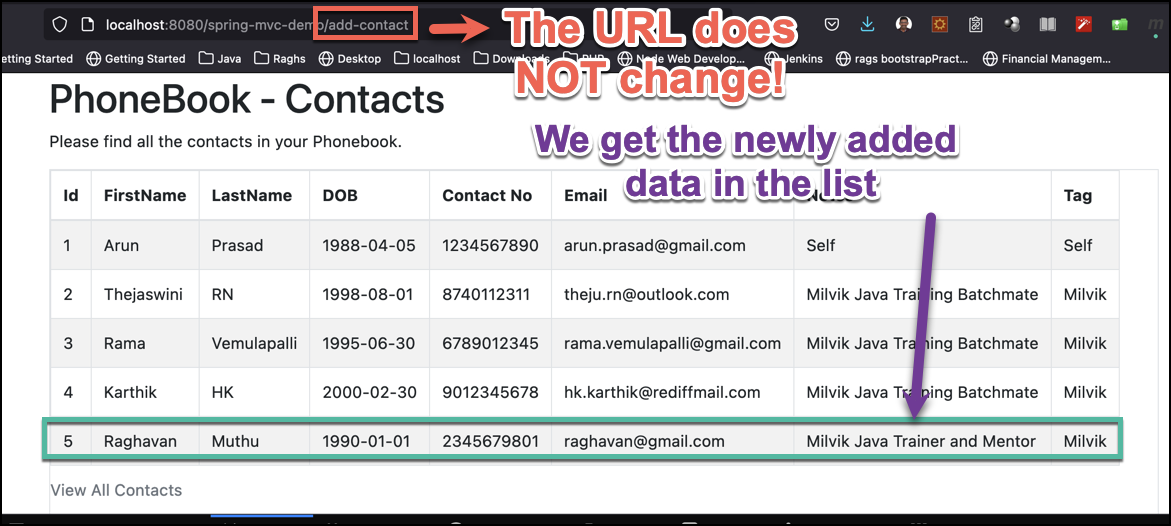 localhost:8080/spring-mvc-demo/add-contact
The URL does
NOT change!
Getting Started Java Raghs Desktop localhost Downloads Node Web Develop... Jenkins rags bootstrapPract... Financial Managem...
PhoneBook - Contacts
Please find all the contacts in your Phonebook.
We get the newly added
data in the list
Id FirstName LastName DOB Contact No Email Tag
1 Arun Prasad 1988-04-05 1234567890 arun.prasad@gmail.com Self Self
2 Thejaswini RN 1998-08-01 8740112311 theju.rn@outlook.com Milvik Java Training Batchmate Milvik
3 Rama Vemulapalli 1995-06-30 6789012345 rama.vemulapalli@gmail.com Milvik Java Training Batchmate Milvik
4 Karthik HK 2000-02-30 9012345678 hk.karthik@rediffmail.com Milvik Java Training Batchmate Milvik
5 Raghavan Muthu 1990-01-01 2345679801 raghavan@gmail.com Milvik Java Trainer and Mentor Milvik
View All Contacts